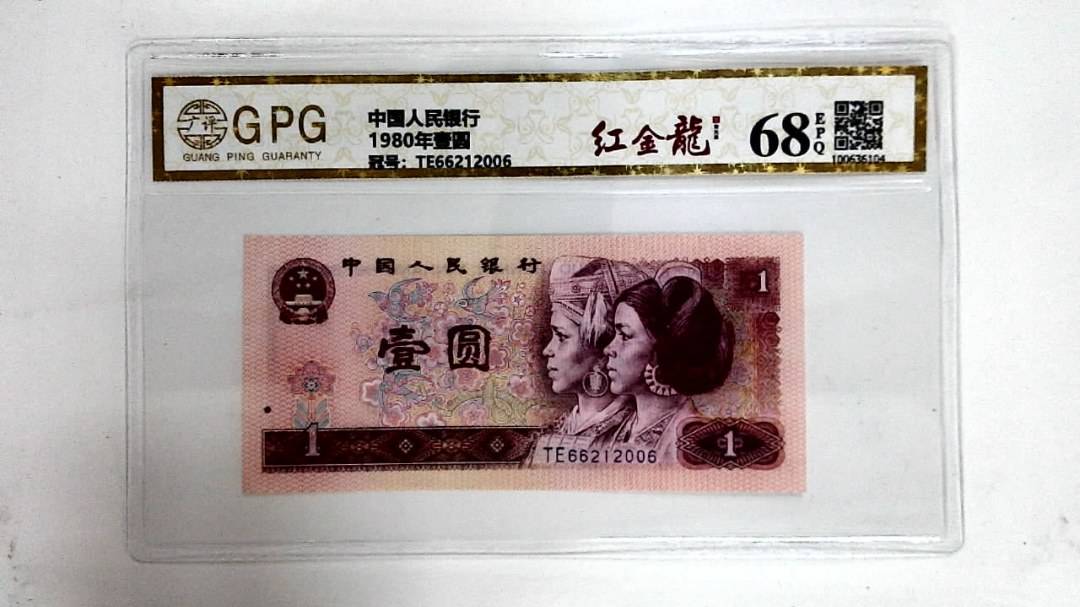 广评
GPG
GUANG PING GUARANTY
中国人民银行
1980年壹圆
冠号：TE66212006
红金龍
68
EPQ
100636104
中国人民银行
1
壹圆
1
TE66212006
1